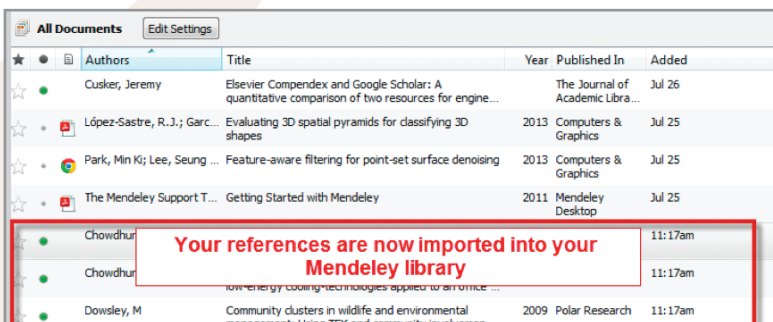 All Documents Edit Settings
Authors Title Year Published In Added
Cusker, Jeremy Elsevier Compendex and Google Scholar: A The Journal of Jul 26
quantitative comparison of two resources for engine... Academic Libra...
López-Sastre, R.J.; Garc... Evaluating 3D spatial pyramids for classifying 3D 2013 Computers & Jul 25
shapes Graphics
Park, Min Ki; Lee, Seung ... Feature-aware filtering for point-set surface denoising 2013 Computers & Jul 25
Graphics
The Mendeley Support T... Getting Started with Mendeley 2011 Mendeley Jul 25
Desktop
Chowdhur 11:17am
Your references are now imported into your
Mendeley library
Chowdhur 11:17am
low-energy cooling-technologies applied to an office ...
Dowsley, M Community clusters in wildlife and environmental 2009 Polar Research 11:17am